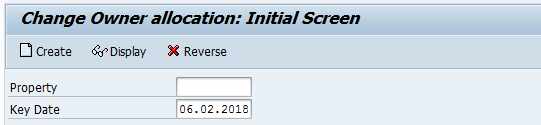 Change Owner allocation: Initial Screen
Create Display Reverse
Property
Key Date 06.02.2018